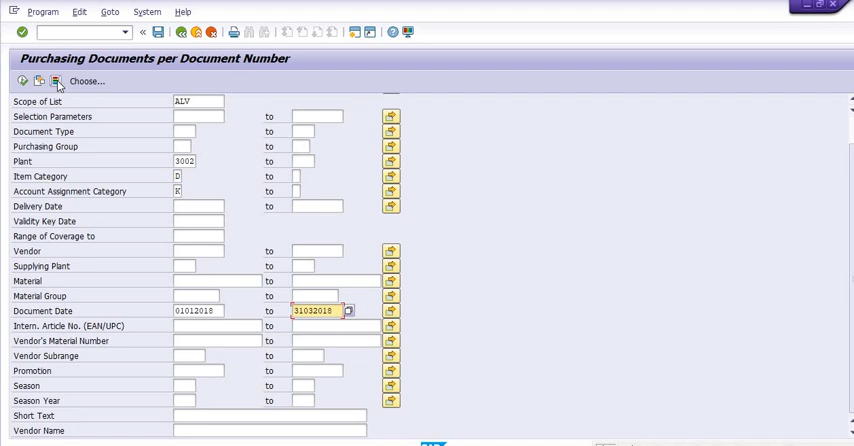 Program Edit Goto System Help
Purchasing Documents per Document Number
Choose...
Scope of List ALV
Selection Parameters to
Document Type to
Purchasing Group to
Plant 3002 to
Item Category D to
Account Assignment Category K to
Delivery Date to
Validity Key Date
Range of Coverage to
Vendor to
Supplying Plant to
Material to
Material Group to
Document Date 01012018 to 31032018
Intern. Article No. (EAN/UPC) to
Vendor's Material Number to
Vendor Subrange to
Promotion to
Season to
Season Year to
Short Text
Vendor Name